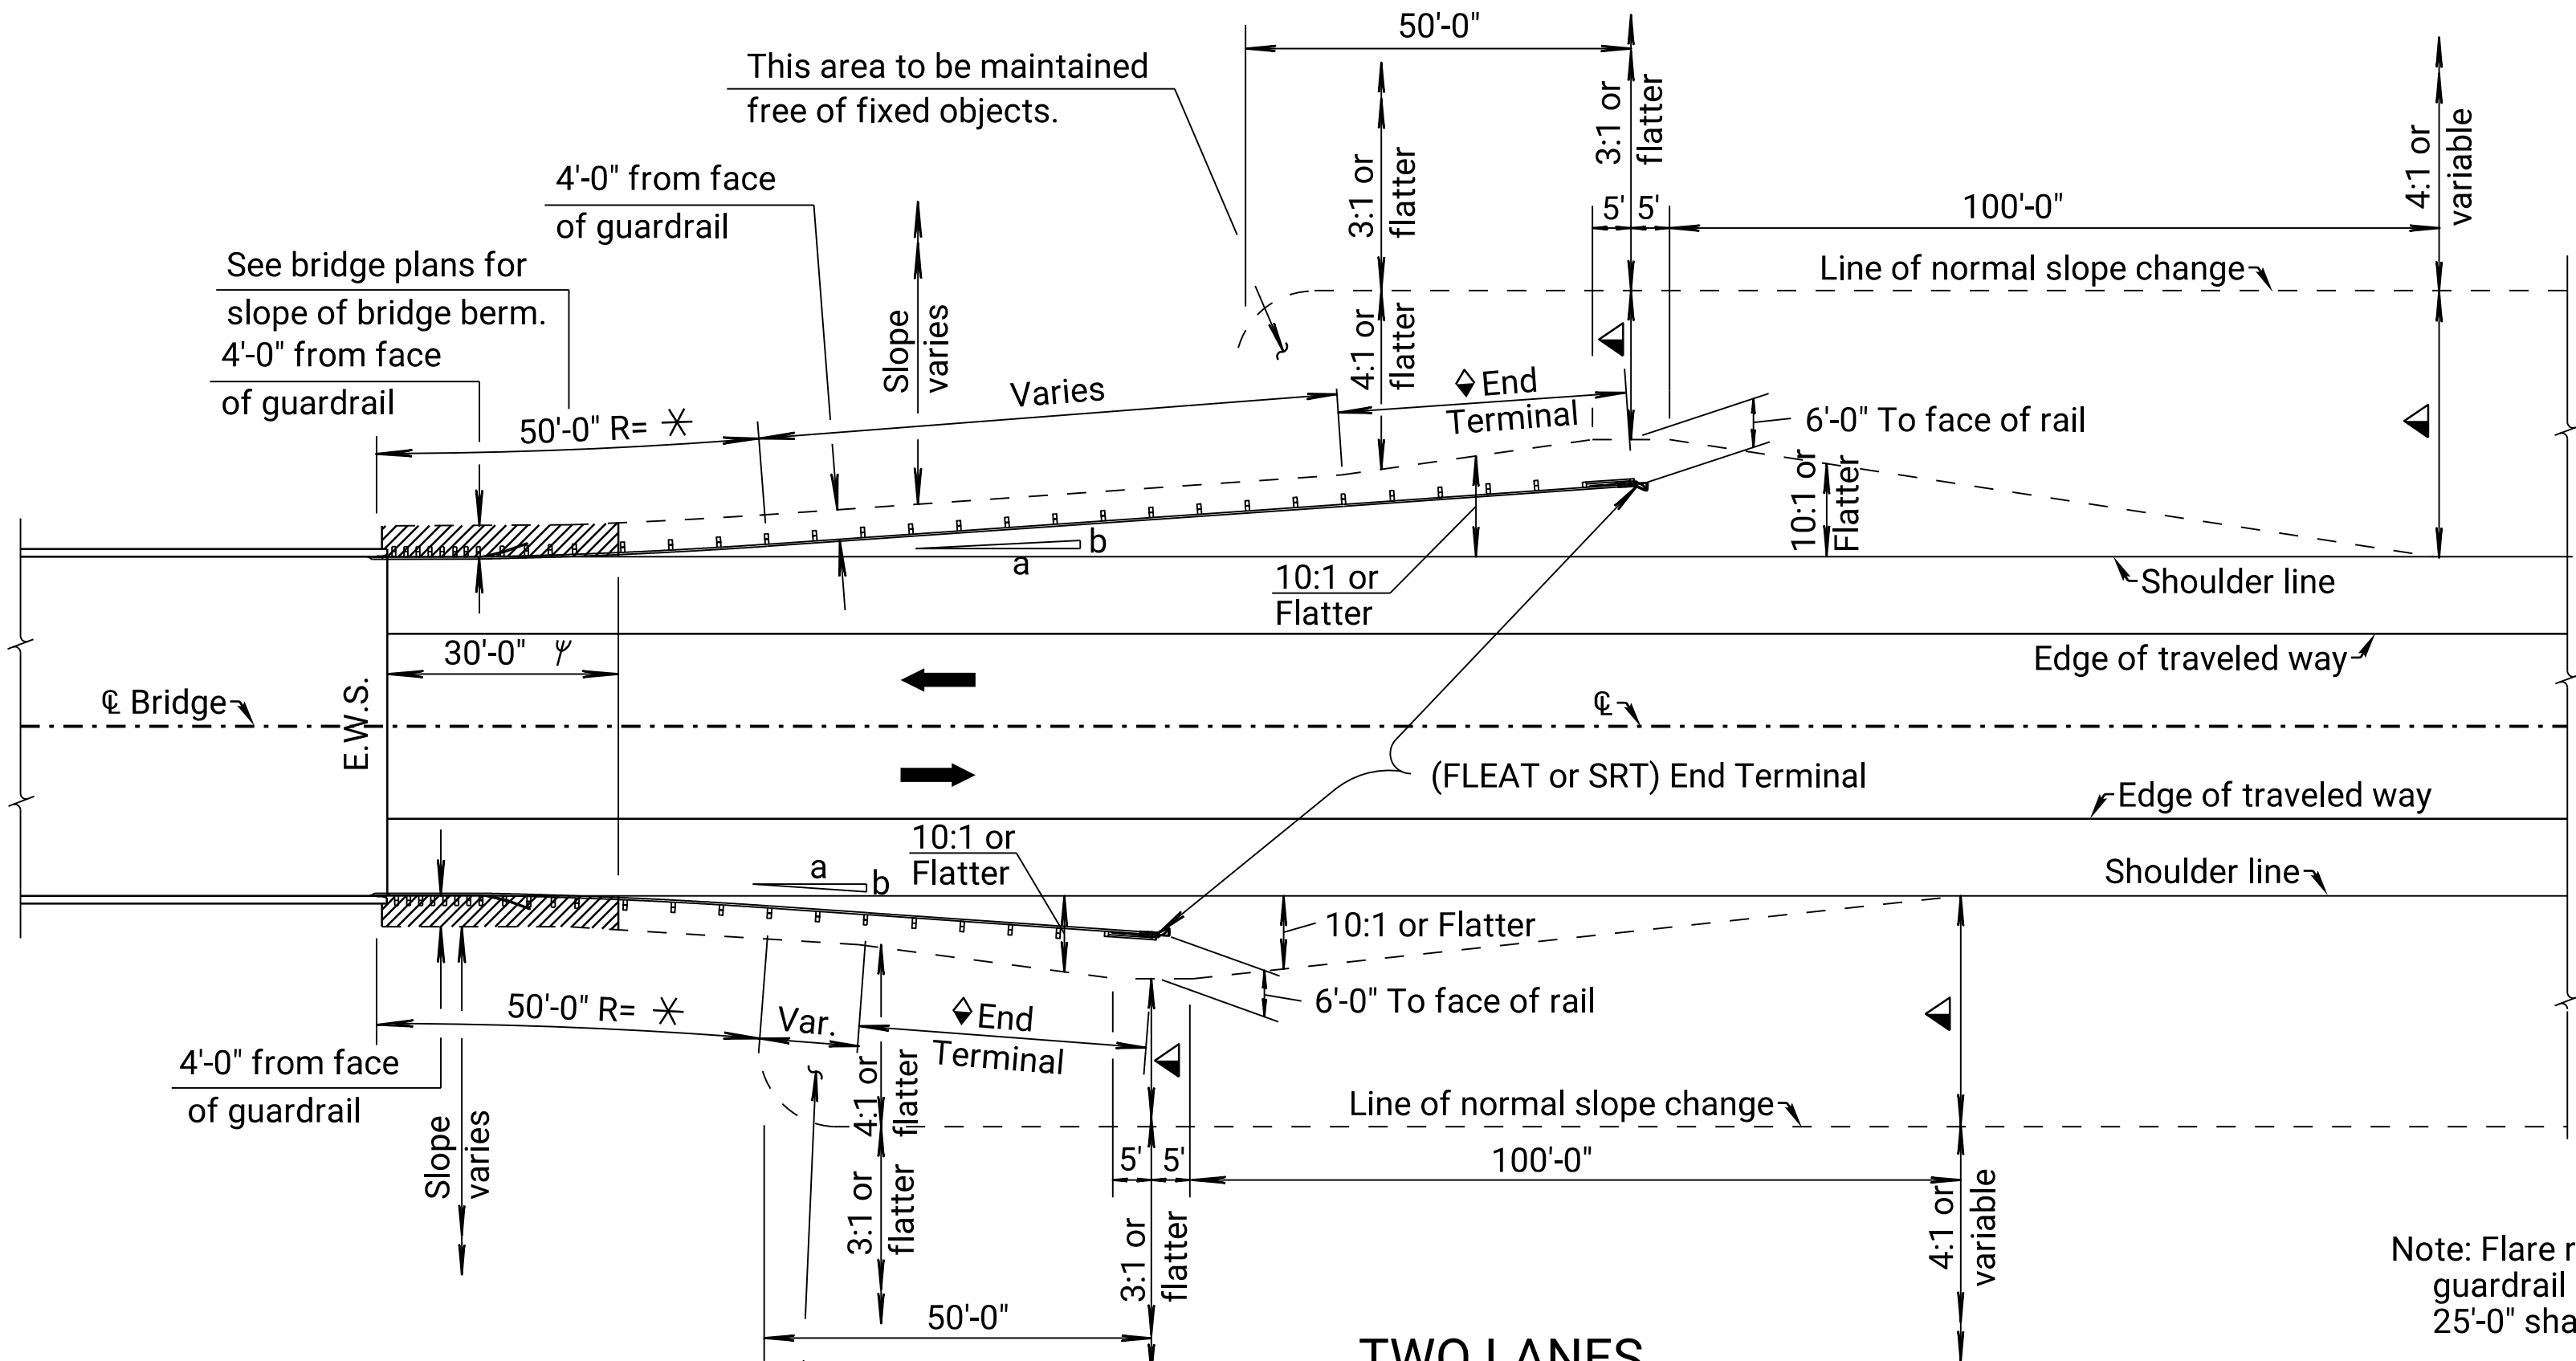 50'-0"
This area to be maintained
free of fixed objects.
3:1 or
flatter
4:1 or
variable
4'-0" from face
of guardrail
3:1 or
flatter
5' 5'
100'-0"
See bridge plans for
slope of bridge berm.
Line of normal slope change
4'-0" from face
of guardrail
Slope
varies
4:1 or
flatter
Varies
End
Terminal
50'-0" R=
6'-0" To face of rail
10:1 or
Flatter
b
a
10:1 or
Flatter
Shoulder line
30'-0" ψ
Edge of traveled way
℄ Bridge
E.W.S.
℄
(FLEAT or SRT) End Terminal
Edge of traveled way
10:1 or
Flatter
a
b
Shoulder line
10:1 or Flatter
50'-0" R=
Var.
End
Terminal
6'-0" To face of rail
4'-0" from face
of guardrail
4:1 or
flatter
Line of normal slope change
Slope
varies
5' 5'
100'-0"
3:1 or
flatter
3:1 or
flatter
4:1 or
variable
50'-0"
Note: Flare r
guardrail
25'-0" sha
TWO LANES